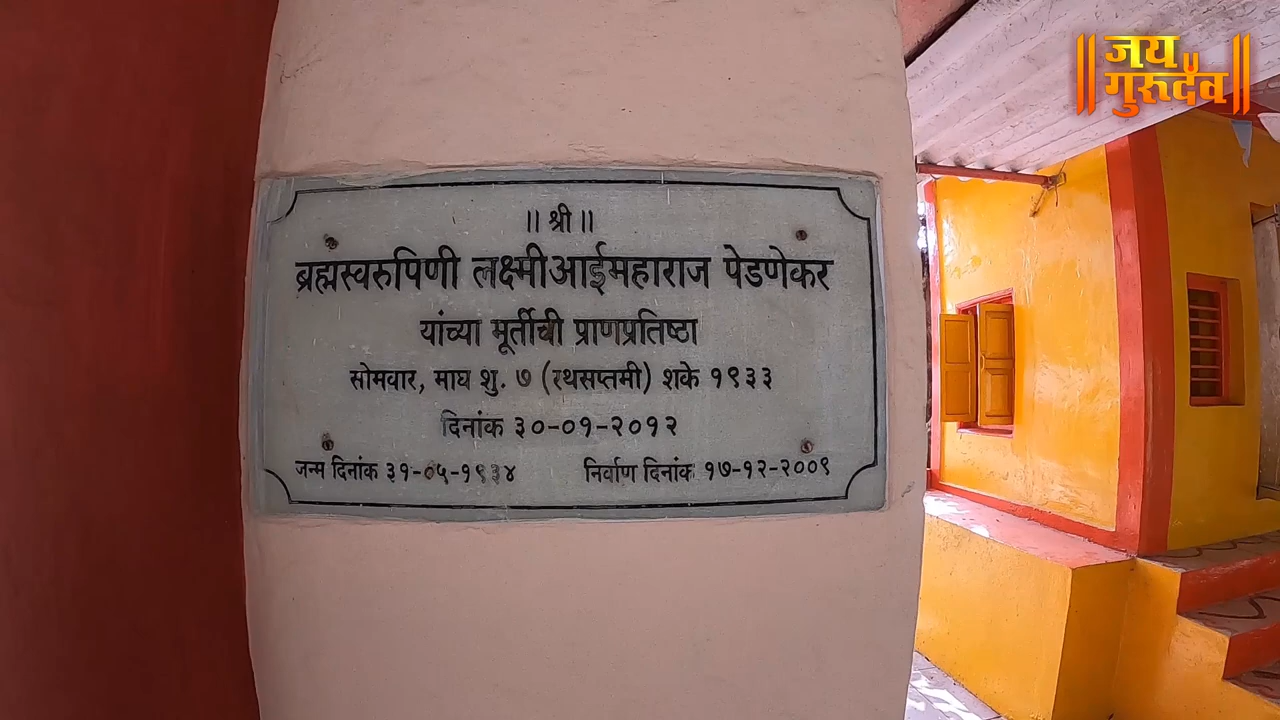 ॥ जय
गुरूदेव ॥
॥ श्री ॥
ब्रह्मस्वरुपिणी लक्ष्मीआईमहाराज पेडणेकर
यांच्या मूर्तीची प्राणप्रतिष्ठा
सोमवार, माघ शु. ७ (रथसप्तमी) शके १९३३
दिनांक ३०-०१-२०१२
जन्म दिनांक ३१-०५-१९३४ निर्वाण दिनांक १७-१२-२००९